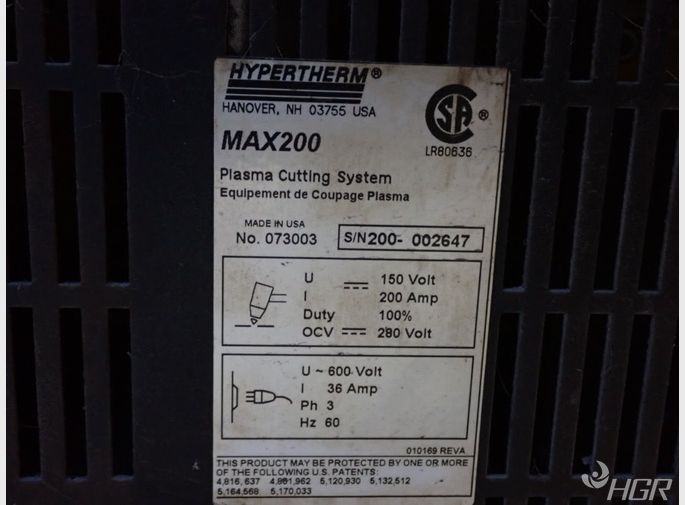 HYPERTHERM®
HANOVER, NH 03755 USA
CSA ®
LR80636
MAX200
Plasma Cutting System
Equipement de Coupage Plasma
MADE IN USA
No. 073003 S/N 200- 002647
U 150 Volt
I 200 Amp
Duty 100%
OCV 280 Volt
U ~ 600 Volt
I 36 Amp
Ph 3
Hz 60
010169 REV A
THIS PRODUCT MAY BE PROTECTED BY ONE OR MORE
OF THE FOLLOWING U.S. PATENTS:
4,816,637 4,861,962 5,120,930 5,132,512
5,164,568 5,170,033
HGR